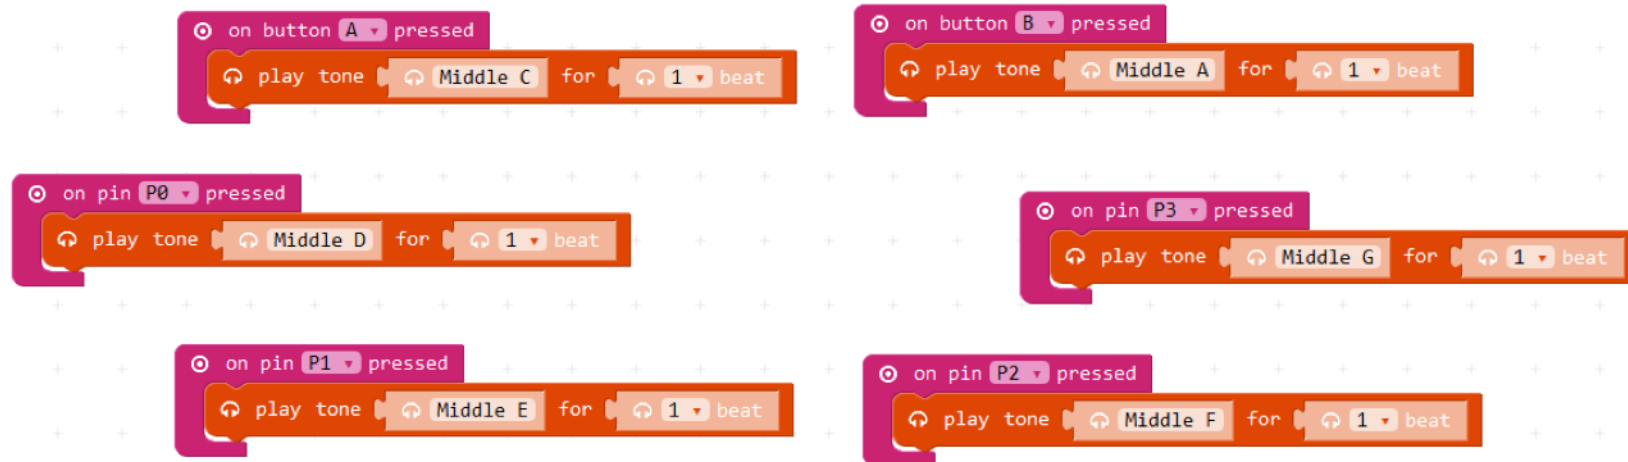 on button A pressed
play tone Middle C for 1 beat
on button B pressed
play tone Middle A for 1 beat
on pin P0 pressed
play tone Middle D for 1 beat
on pin P3 pressed
play tone Middle G for 1 beat
on pin P1 pressed
play tone Middle E for 1 beat
on pin P2 pressed
play tone Middle F for 1 beat